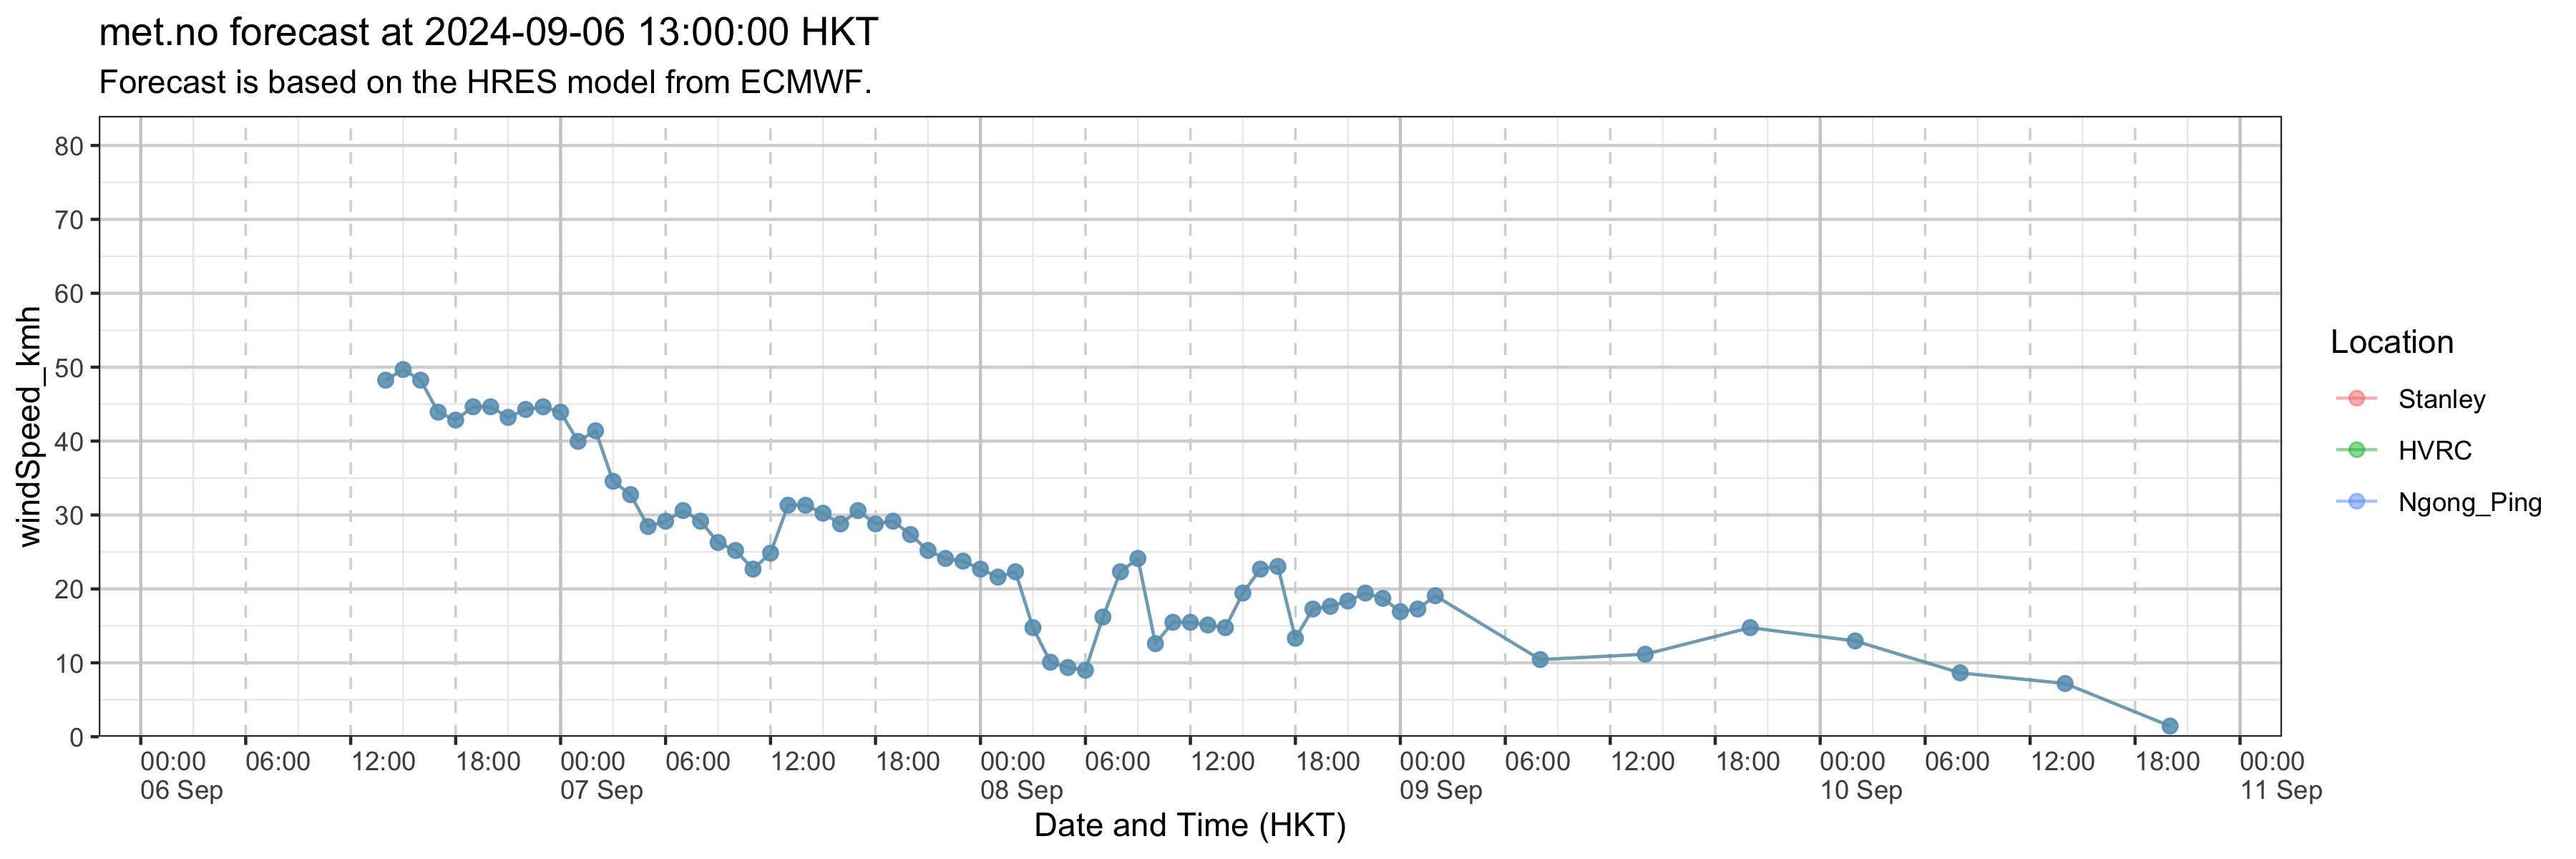 met.no forecast at 2024-09-06 13:00:00 HKT
Forecast is based on the HRES model from ECMWF.
windSpeed_kmh
80
70
60
50
40
30
20
10
0
00:00 06:00 12:00 18:00 00:00 06:00 12:00 18:00 00:00 06:00 12:00 18:00 00:00 06:00 12:00 18:00 00:00 06:00 12:00 18:00 00:00
06 Sep 07 Sep 08 Sep 09 Sep 10 Sep 11 Sep
Date and Time (HKT)
Location
Stanley
HVRC
Ngong_Ping